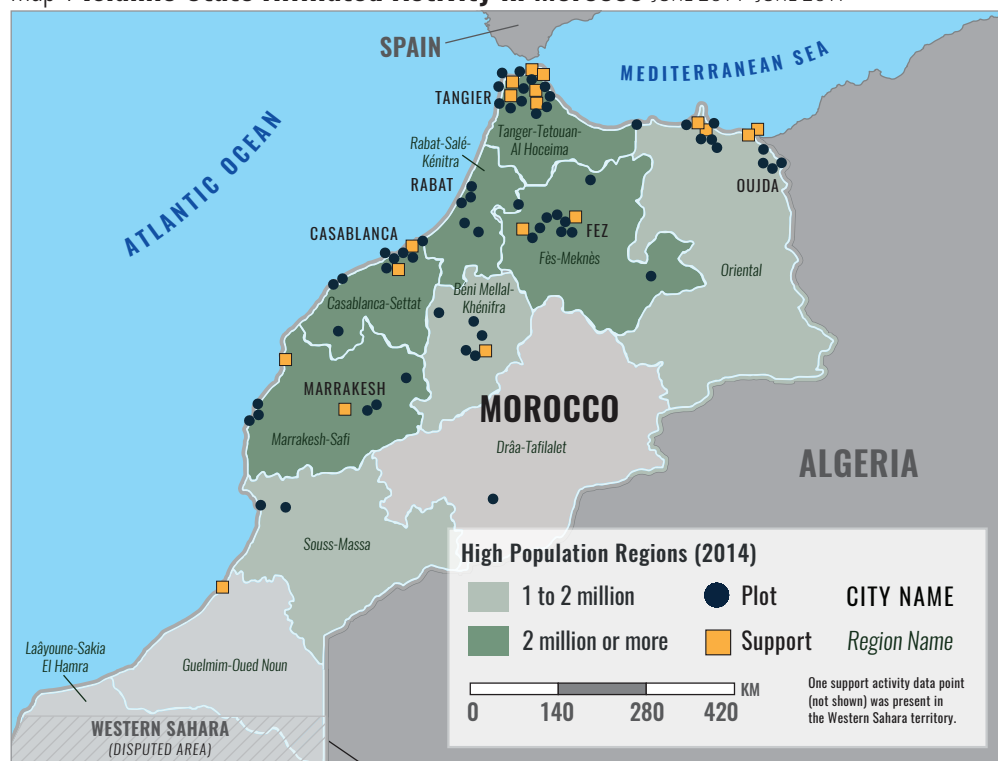 SPAIN
MEDITERRANEAN SEA
TANGIER
ATLANTIC OCEAN
Tanger-Tetouan-
Al Hoceima
Rabat-Salé-
Kénitra
RABAT
OUJDA
CASABLANCA
FEZ
Fès-Meknès
Oriental
Béni Mellal-
Khénifra
Casablanca-Settat
MARRAKESH
MOROCCO
Marrakesh-Safi
Drâa-Tafilalet
ALGERIA
Souss-Massa
High Population Regions (2014)
1 to 2 million
Plot
CITY NAME
2 million or more
Support
Region Name
KM
0 140 280 420
One support activity data point
(not shown) was present in
the Western Sahara territory.
Laâyoune-Sakia
El Hamra
Guelmim-Oued Noun
WESTERN SAHARA
(DISPUTED AREA)